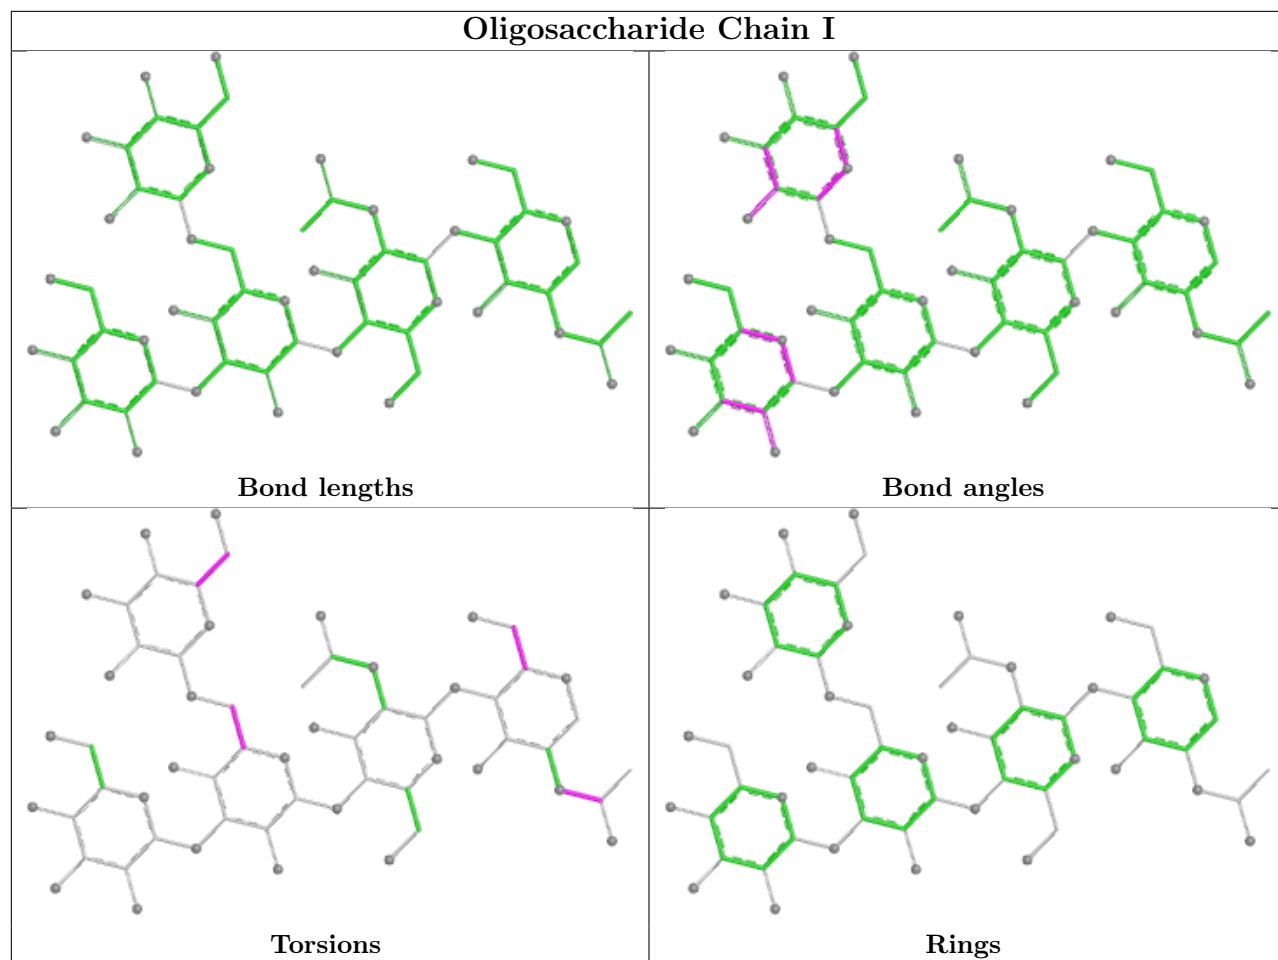 Oligosaccharide Chain I
Bond lengths
Bond angles
Torsions
Rings